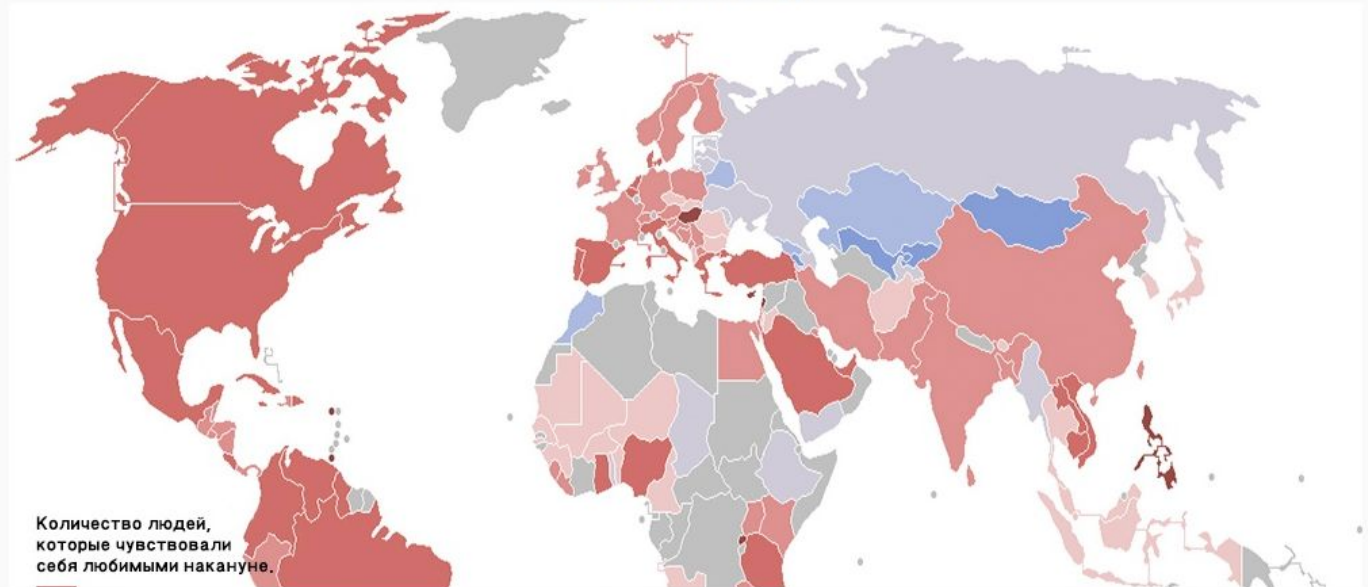 Количество людей,
которые чувствовали
себя любимыми накануне.